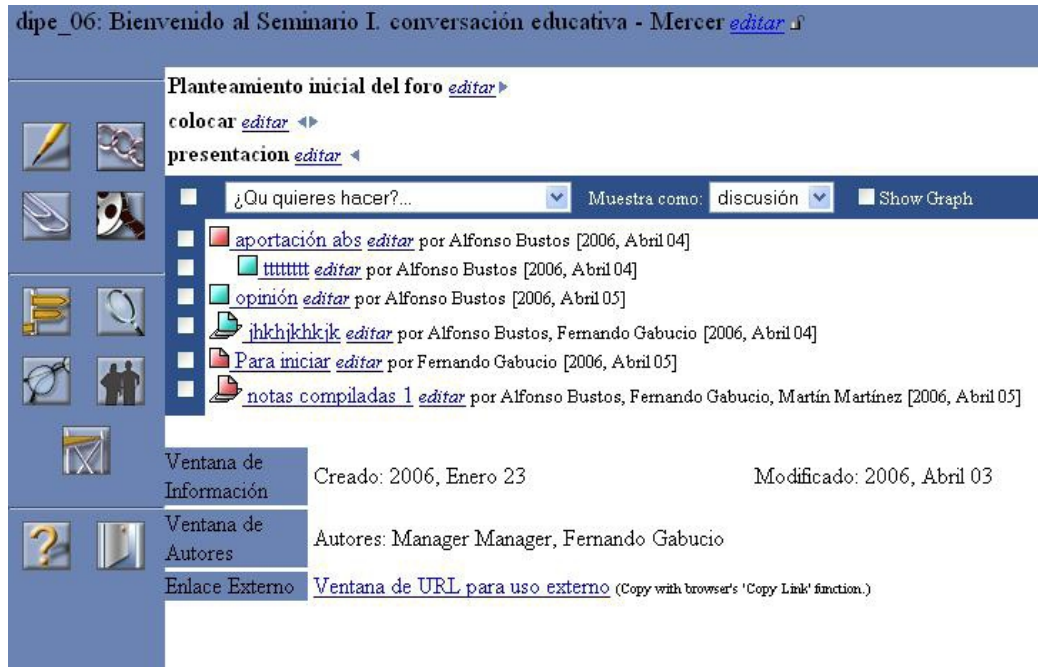 dipe_06: Bienvenido al Seminario I. conversación educativa - Mercer editar
Planteamiento inicial del foro editar
colocar editar
presentacion editar
¿Qu quieres hacer?... Muestra como: discusión Show Graph
aportación abs editar por Alfonso Bustos [2006, Abril 04]
tttttttt editar por Alfonso Bustos [2006, Abril 04]
opinión editar por Alfonso Bustos [2006, Abril 05]
jhkhjkhkjk editar por Alfonso Bustos, Fernando Gabucio [2006, Abril 04]
Para iniciar editar por Fernando Gabucio [2006, Abril 05]
notas compiladas 1 editar por Alfonso Bustos, Fernando Gabucio, Martín Martínez [2006, Abril 05]
Ventana de
Información
Creado: 2006, Enero 23 Modificado: 2006, Abril 03
Ventana de
Autores
Autores: Manager Manager, Fernando Gabucio
Enlace Externo Ventana de URL para uso externo (Copy with browser's 'Copy Link' function.)